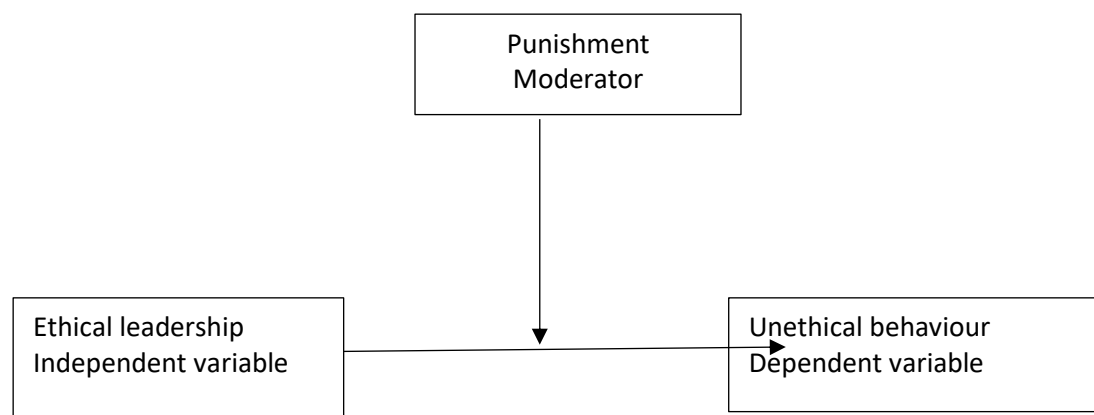 Punishment
Moderator
Ethical leadership
Independent variable
Unethical behaviour
Dependent variable